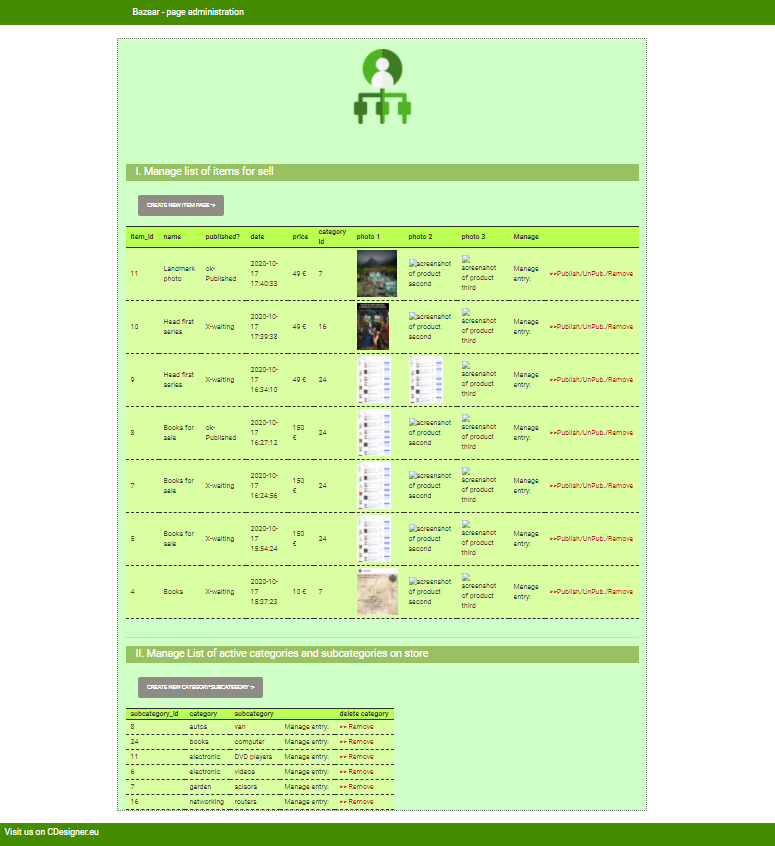 Bazaar - page administration
I. Manage list of items for sell
CREATE NEW ITEM PAGE ->
item_id name published? date price category id photo 1 photo 2 photo 3 Manage
11 Landmark photo ok-Published 2020-10-17 17:40:33 49 € 7 screenshot of product second screenshot of product third Manage entry: >>Publish/UnPub./Remove
10 Head first series X-waiting 2020-10-17 17:39:38 49 € 16 screenshot of product second screenshot of product third Manage entry: >>Publish/UnPub./Remove
9 Head first series X-waiting 2020-10-17 16:34:10 49 € 24 screenshot of product third Manage entry: >>Publish/UnPub./Remove
8 Books for sale ok-Published 2020-10-17 16:27:12 150 € 24 screenshot of product second screenshot of product third Manage entry: >>Publish/UnPub./Remove
7 Books for sale X-waiting 2020-10-17 16:24:56 150 € 24 screenshot of product second screenshot of product third Manage entry: >>Publish/UnPub./Remove
5 Books for sale X-waiting 2020-10-17 15:54:24 150 € 24 screenshot of product second screenshot of product third Manage entry: >>Publish/UnPub./Remove
4 Books X-waiting 2020-10-17 15:37:23 10 € 7 screenshot of product second screenshot of product third Manage entry: >>Publish/UnPub./Remove
II. Manage List of active categories and subcategories on store
CREATE NEW CATEGORY/SUBCATEGORY ->
subcategory_id category subcategory delete category
8 autos van Manage entry: >> Remove
24 books computer Manage entry: >> Remove
11 electronic DVD players Manage entry: >> Remove
6 electronic videos Manage entry: >> Remove
7 garden scisors Manage entry: >> Remove
16 networking routers Manage entry: >> Remove
Visit us on CDesigner.eu